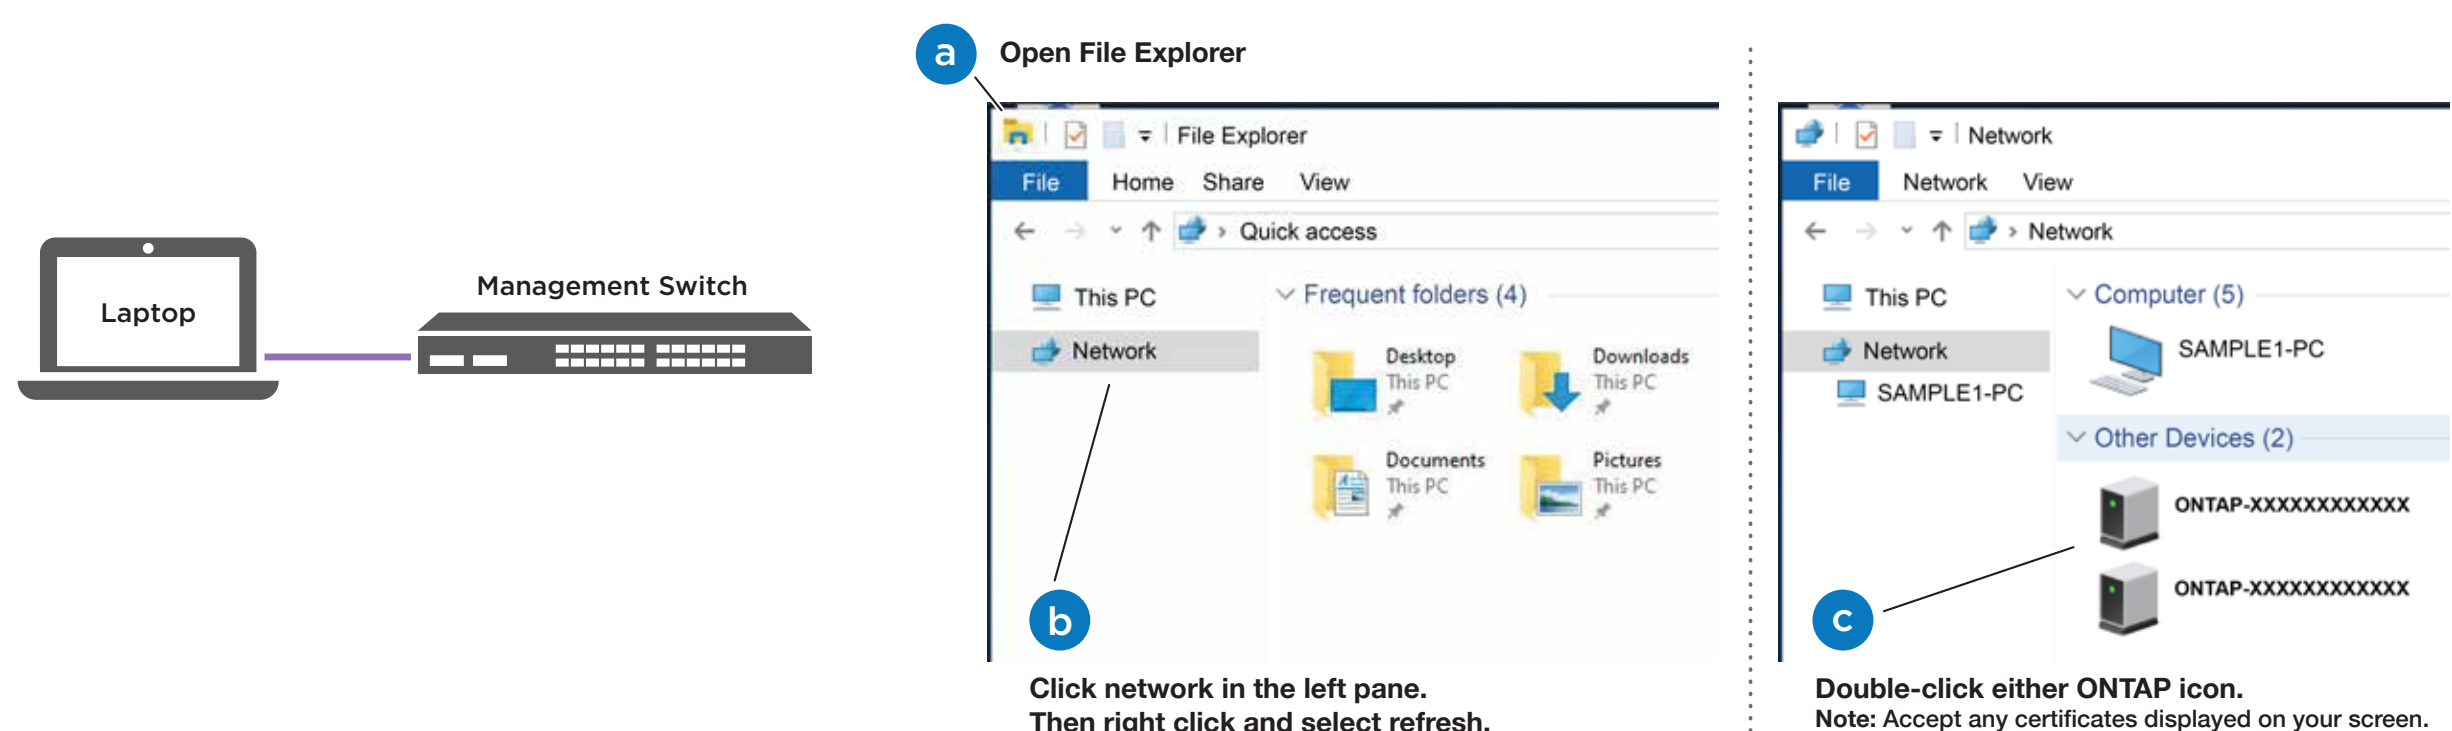 Laptop
Management Switch
a
Open File Explorer
File Explorer
File Home Share View
Quick access
This PC
Network
Frequent folders (4)
Desktop
This PC
Downloads
This PC
Documents
This PC
Pictures
This PC
b
Click network in the left pane.
Then right click and select refresh.
Network
File Network View
Network
This PC
Network
SAMPLE1-PC
Computer (5)
SAMPLE1-PC
Other Devices (2)
ONTAP-XXXXXXXXXXXX
ONTAP-XXXXXXXXXXXX
c
Double-click either ONTAP icon.
Note: Accept any certificates displayed on your screen.